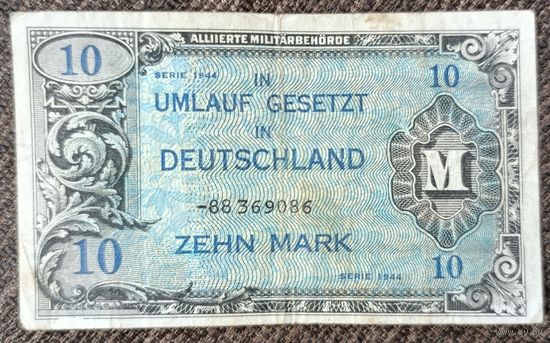 ALLIIERTE MILITÄRBEHÖRDE
10 SERIE 1944 IN 10
UMLAUF GESETZT
IN
DEUTSCHLAND
M
-88369086
ZEHN MARK
10 SERIE 1944 10